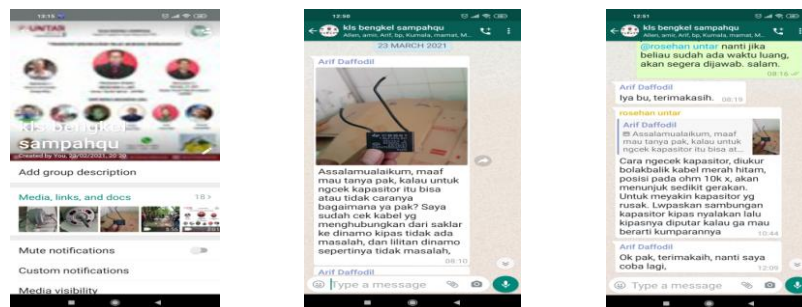 13:15
UNTAR
kls bengkel
sampahqu
Created by You, 28/02/2021, 20.20
Add group description
Media, links, and docs
18 >
Mute notifications
Custom notifications
Media visibility
12:50
kls bengkel sampahqu
Allen, amir, Arif, bp, Kumala, mamat, M..
23 MARCH 2021
Arif Daffodil
Assalamualaikum, maaf
mau tanya pak, kalau untuk
ngcek kapasitor itu bisa
atau tidak caranya
bagaimana ya pak? Saya
sudah cek kabel yg
menghubungkan dari saklar
ke dinamo kipas tidak ada
masalah, dan lilitan dinamo
sepertinya tidak masalah,
08:10
Arif Daffodil
Type a message
12:51
kls bengkel sampahqu
Allen, amir, Arif, bp, Kumala, mamat, M..
@rosehan untar nanti jika
beliau sudah ada waktu luang,
akan segera dijawab. salam.
08:16
Arif Daffodil
Iya bu, terimakasih. 08:19
rosehan untar
Arif Daffodil
Assalamualaikum, maaf
mau tanya pak, kalau untuk
ngcek kapasitor itu bisa at...
Cara ngecek kapasitor, diukur
bolakbalik kabel merah hitam,
posisi pada ohm 10k x, akan
menunjuk sedikit gerakan.
Untuk meyakin kapasitor yg
rusak. Lwpaskan sambungan
kapasitor kipas nyalakan lalu
kipasnya diputar kalau ga mau
berarti kumparannya
10:44
Arif Daffodil
Ok pak, terimakaih, nanti saya
coba lagi,
12:09
Type a message